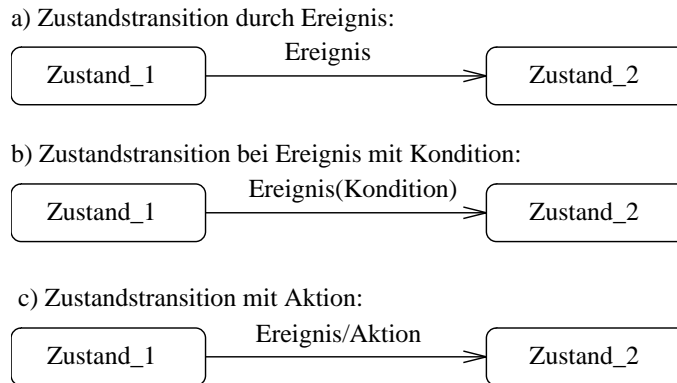 a) Zustandstransition durch Ereignis:
Ereignis
Zustand_1 Zustand_2
b) Zustandstransition bei Ereignis mit Kondition:
Ereignis(Kondition)
Zustand_1 Zustand_2
c) Zustandstransition mit Aktion:
Ereignis/Aktion
Zustand_1 Zustand_2